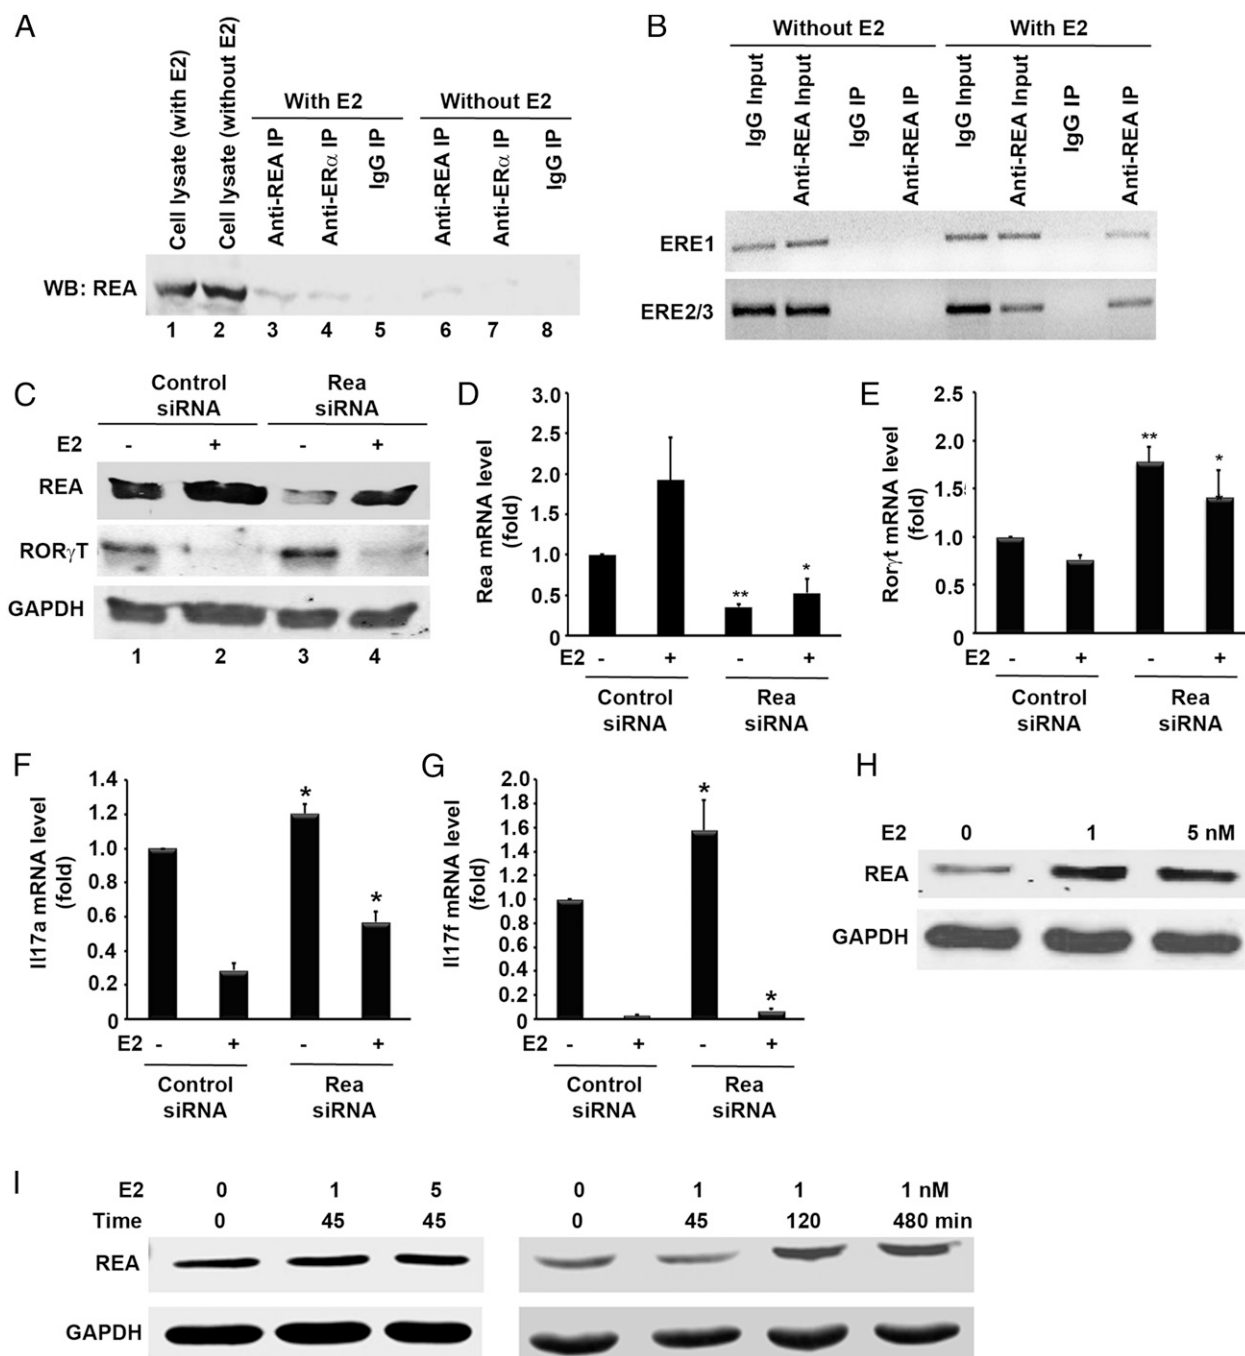 A
Cell lysate (with E2)
Cell lysate (without E2)
With E2
Without E2
Anti-REA IP
Anti-ERα IP
IgG IP
Anti-REA IP
Anti-ERα IP
IgG IP
WB: REA
1 2 3 4 5 6 7 8
B
Without E2 With E2
IgG Input
Anti-REA Input
IgG IP
Anti-REA IP
IgG Input
Anti-REA Input
IgG IP
Anti-REA IP
ERE1
ERE2/3
C
Control siRNA
Rea siRNA
E2 - + - +
REA
RORγT
GAPDH
1 2 3 4
D
Rea mRNA level
(fold)
3.0
2.5
2.0
1.5
1.0
0.5
0
** *
E2 - + - +
Control Rea
siRNA siRNA
E
Rorγt mRNA level
(fold)
2.5
2.0
1.5
1.0
0.5
0
** *
E2 - + - +
Control Rea
siRNA siRNA
F
Il17a mRNA level
(fold)
1.4
1.2
1.0
0.8
0.6
0.4
0.2
0
* *
E2 - + - +
Control Rea
siRNA siRNA
G
Il17f mRNA level
(fold)
2.0
1.8
1.6
1.4
1.2
1.0
0.8
0.6
0.4
0.2
0
* *
E2 - + - +
Control Rea
siRNA siRNA
H
E2 0 1 5 nM
REA
GAPDH
I
E2 0 1 5 0 1 1 1 nM
Time 0 45 45 0 45 120 480 min
REA
GAPDH